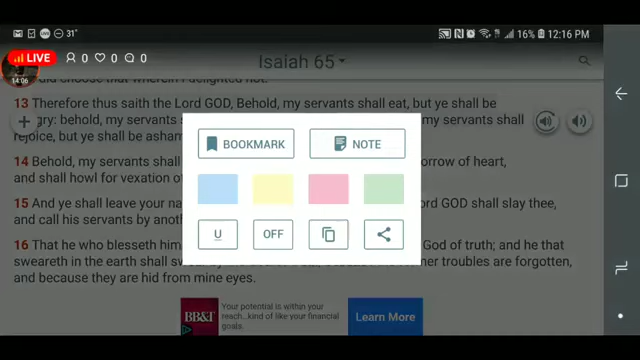 31°
16% 12:16 PM
LIVE 0 0 0
14:06
Isaiah 65
did choose that wherein I delighted not.
13 Therefore thus saith the Lord GOD, Behold, my servants shall eat, but ye shall be
gry: behold, my servants shall
rejoice, but ye shall be asham
BOOKMARK NOTE
14 Behold, my servants shall orrow of heart,
and shall howl for vexation of
15 And ye shall leave your na ord GOD shall slay thee,
and call his servants by anoth
U OFF
16 That he who blesseth him God of truth; and he that
sweareth in the earth shall troubles are forgotten,
and because they are hid from mine eyes.
BB&T
Your potential is within your
reach...kind of like your financial
goals.
Learn More